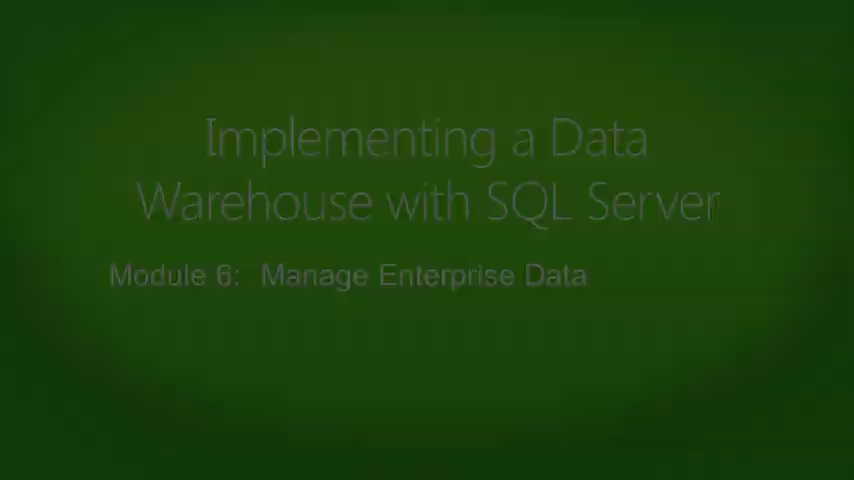 Implementing a Data
Warehouse with SQL Server
Module 6: Manage Enterprise Data